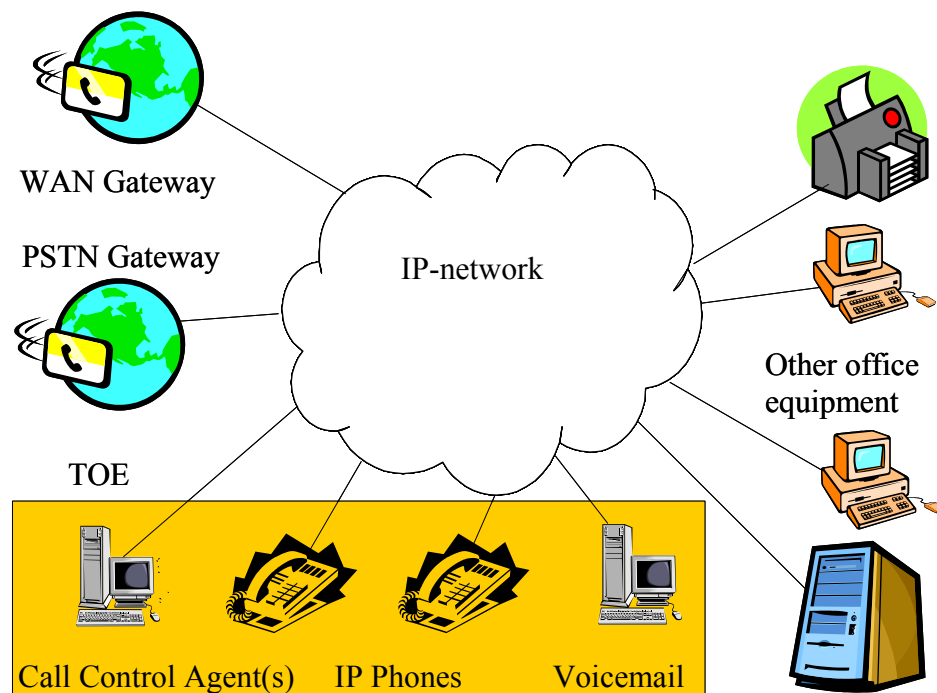 WAN Gateway
PSTN Gateway
IP-network
Other office
equipment
TOE
Call Control Agent(s)
IP Phones
Voicemail